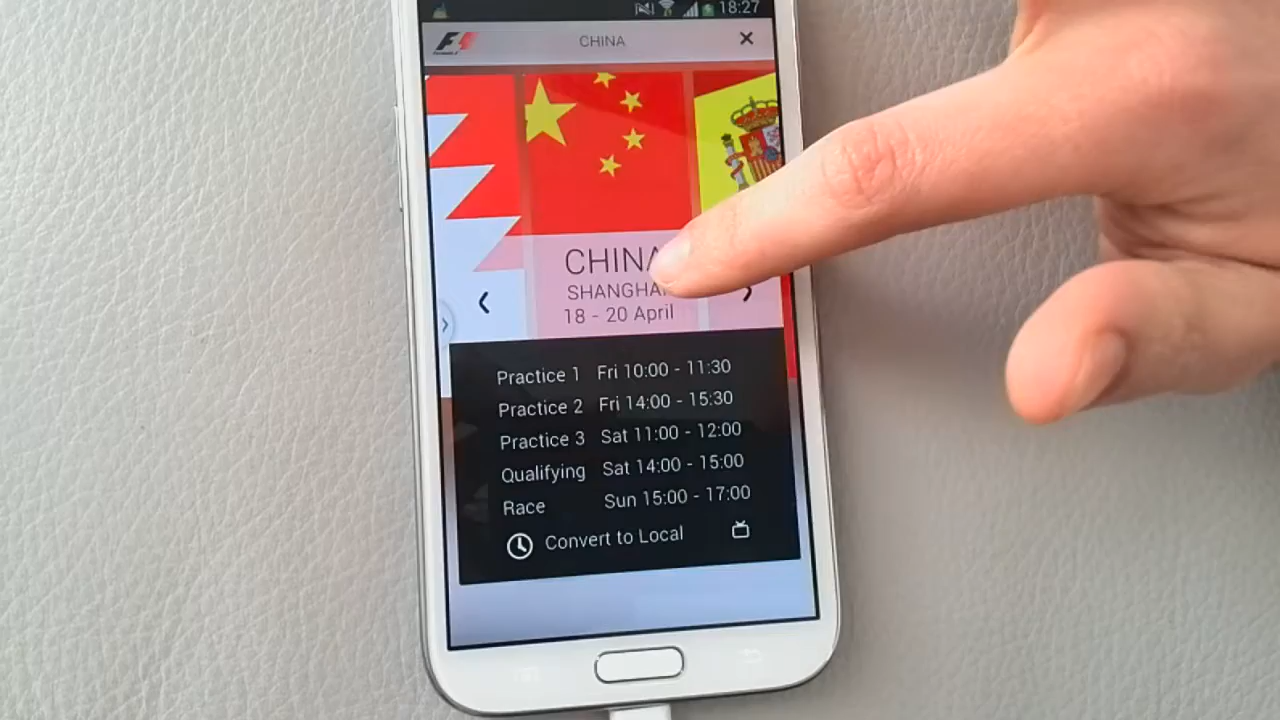 18:27
F1
CHINA
CHINA
SHANGHAI
18 - 20 April
Practice 1 Fri 10:00 - 11:30
Practice 2 Fri 14:00 - 15:30
Practice 3 Sat 11:00 - 12:00
Qualifying Sat 14:00 - 15:00
Race Sun 15:00 - 17:00
Convert to Local